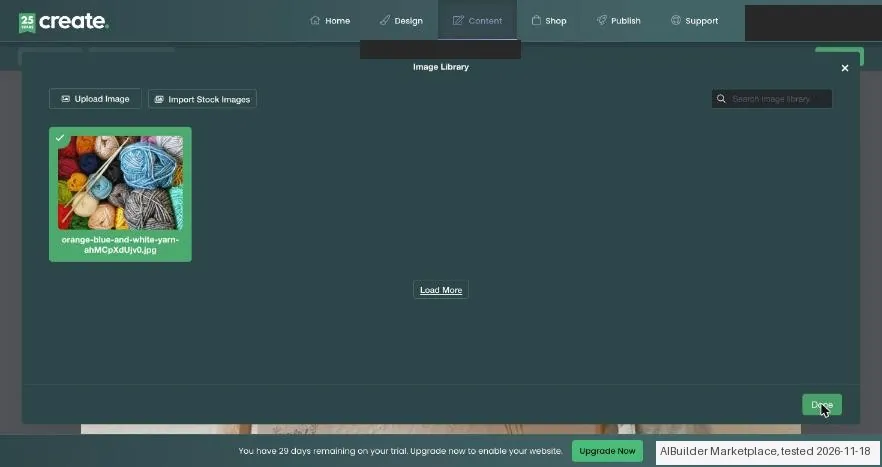 25 YEARS create.
Home Design Content Shop Publish Support
Image Library
Upload Image Import Stock Images Search image library
orange-blue-and-white-yarn-
ahMCpXdUjv0.jpg
Load More
Done
You have 29 days remaining on your trial. Upgrade now to enable your website. Upgrade Now
AIBuilder Marketplace, tested 2026-11-18